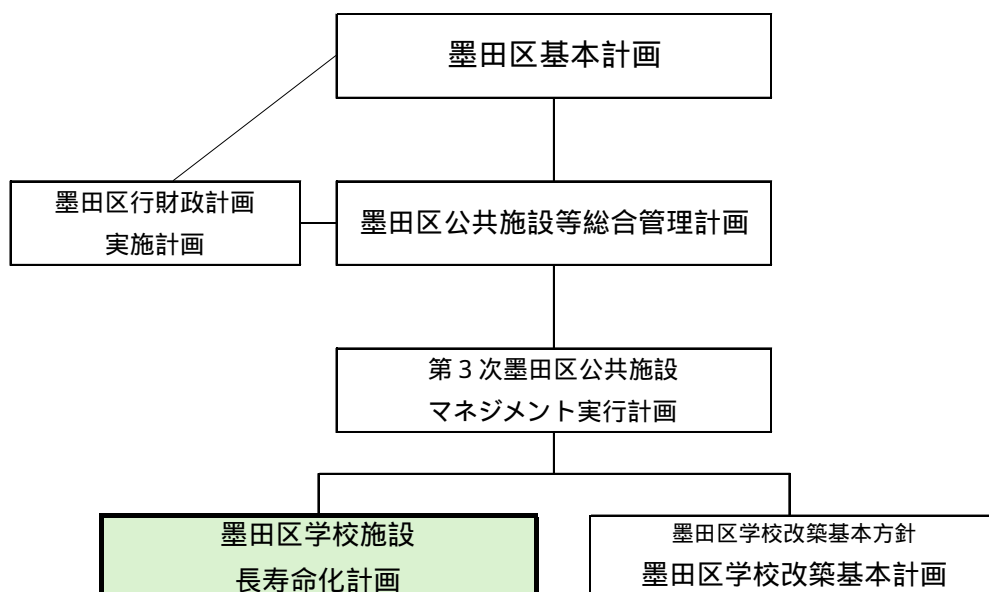 墨田区基本計画
墨田区行財政計画
実施計画
墨田区公共施設等総合管理計画
第3次墨田区公共施設
マネジメント実行計画
墨田区学校施設
長寿命化計画
墨田区学校改築基本方針
墨田区学校改築基本計画